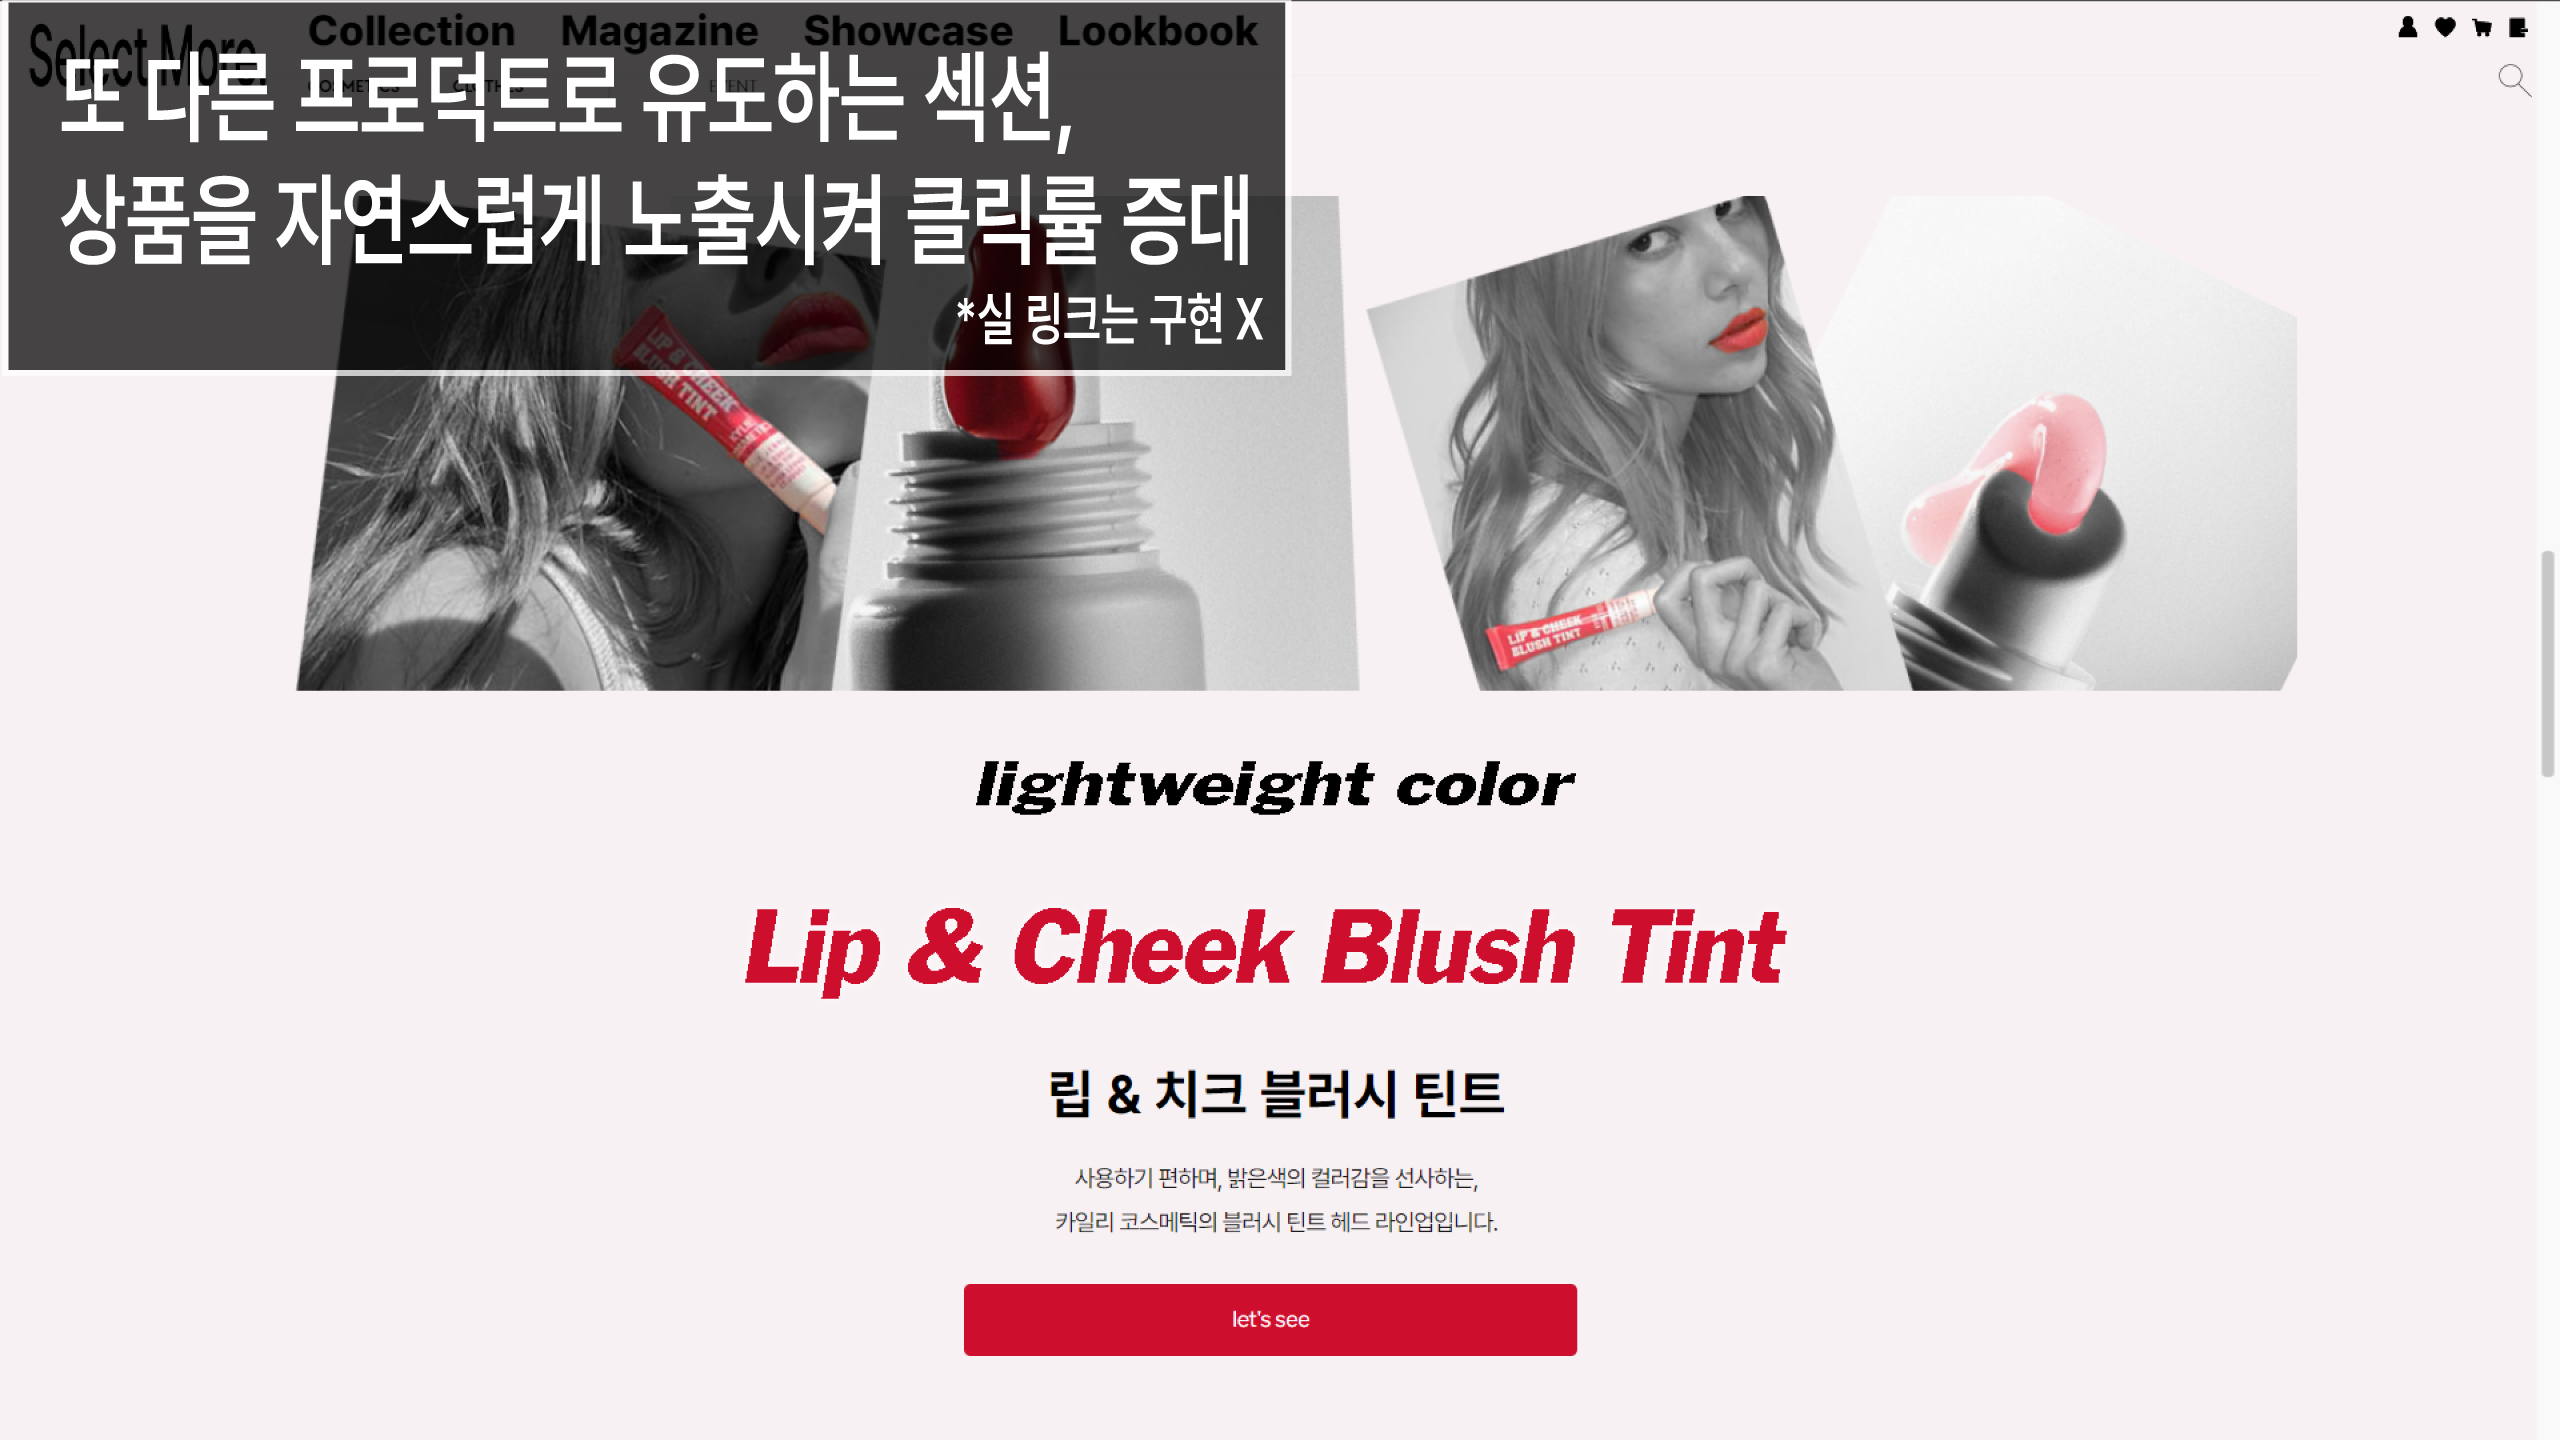 Select More,
Collection Magazine Showcase Lookbook
COSMETICS CLOTHES EVENT
또 다른 프로덕트로 유도하는 섹션,
상품을 자연스럽게 노출시켜 클릭률 증대
*실 링크는 구현 X
LIP & CHEEK
BLUSH TINT
KYLIE
COSMETICS
LIP & CHEEK
BLUSH TINT
lightweight color
Lip & Cheek Blush Tint
립 & 치크 블러시 틴트
사용하기 편하며, 밝은색의 컬러감을 선사하는,
카일리 코스메틱의 블러시 틴트 헤드 라인업입니다.
let's see